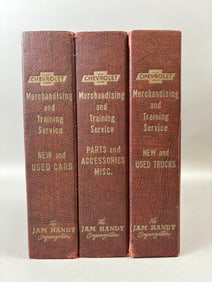 CHEVROLET
Merchandising
and
Training
Service
NEW and
USED CARS
The
JAM HANDY
Organization
CHEVROLET
Merchandising
and
Training
Service
PARTS and
ACCESSORIES
MISC.
The
JAM HANDY
Organization
CHEVROLET
Merchandising
and
Training
Service
NEW and
USED TRUCKS
The
JAM HANDY
Organization